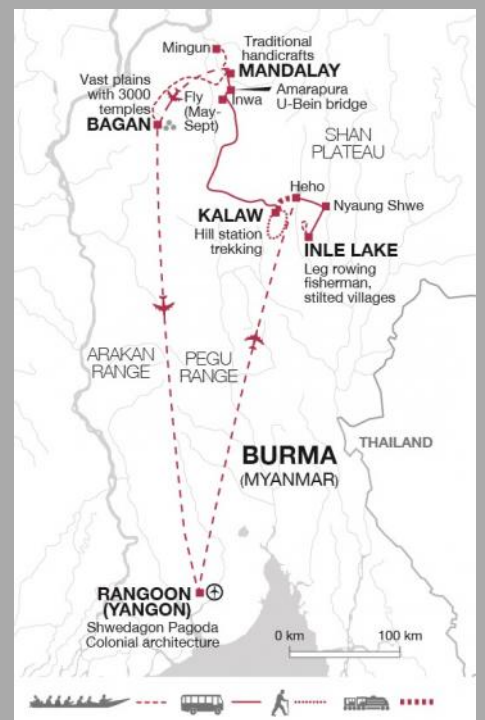 Mingun
Traditional
handicrafts
MANDALAY
Vast plains
with 3000
temples
BAGAN
Fly
(May-
Sept)
Inwa
Amarapura
U-Bein bridge
SHAN
PLATEAU
Heho
Nyaung Shwe
KALAW
Hill station
trekking
INLE LAKE
Leg rowing
fisherman,
stilted villages
ARAKAN
RANGE
PEGU
RANGE
BURMA
(MYANMAR)
THAILAND
RANGOON
(YANGON)
Shwedagon Pagoda
Colonial architecture
0 km 100 km